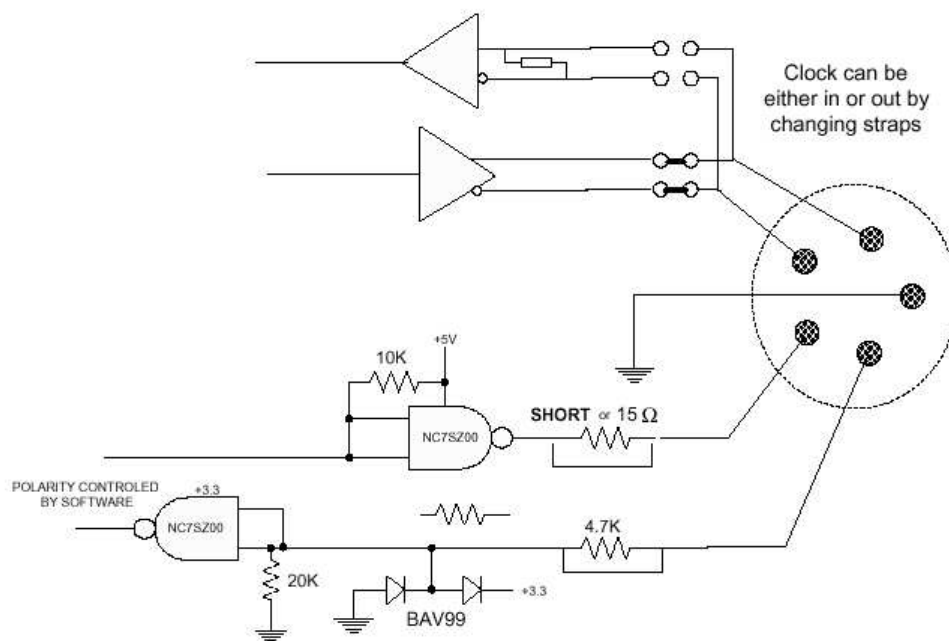 Clock can be
either in or out by
changing straps
+5V
10K
NC7SZ00
SHORT or 15 Ω
POLARITY CONTROLED
BY SOFTWARE
+3.3
NC7SZ00
4.7K
20K
+3.3
BAV99